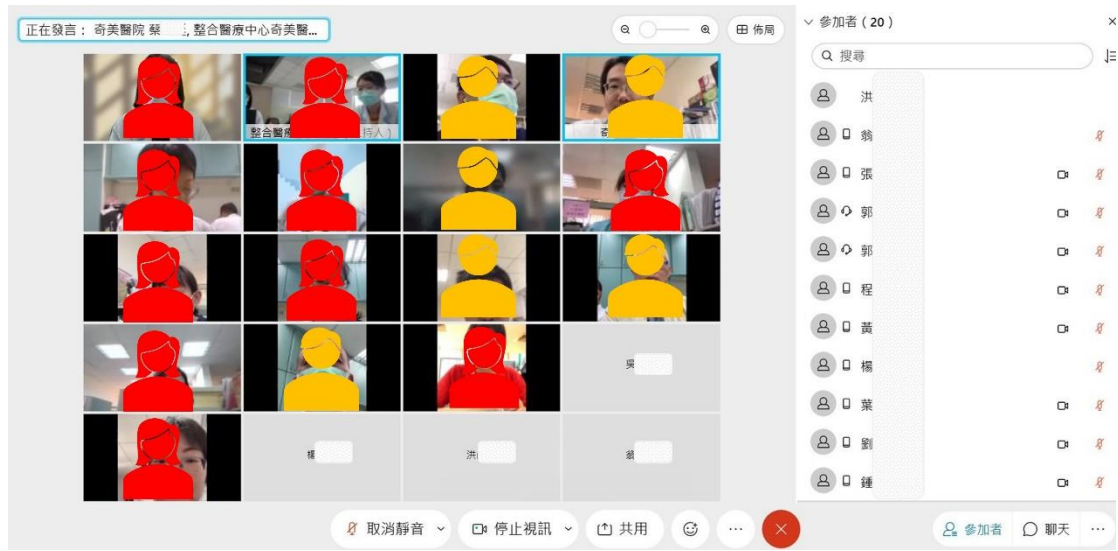 正在發言： 奇美醫院 蔡, 整合醫療中心奇美醫...
佈局
整合醫
持人)
吳
楊
洪
翁
取消靜音
停止視訊
共用
參加者 (20)
搜尋
洪
翁
張
郭
郭
程
黃
楊
葉
劉
鍾
參加者
聊天